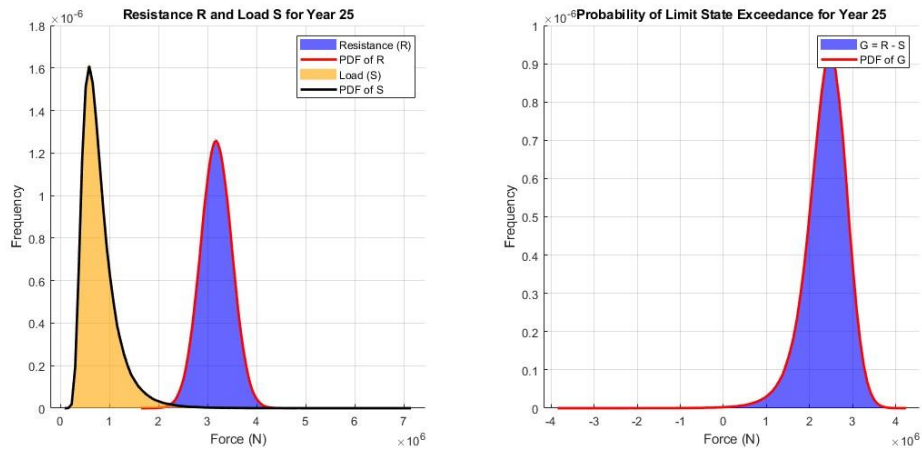 Resistance R and Load S for Year 25
×10^-6
1.8
1.6
1.4
1.2
1
0.8
0.6
0.4
0.2
0
Frequency
Resistance (R)
PDF of R
Load (S)
PDF of S
0 1 2 3 4 5 6 7
Force (N)
×10^6
×10^-6 Probability of Limit State Exceedance for Year 25
1
0.9
0.8
0.7
0.6
0.5
0.4
0.3
0.2
0.1
0
Frequency
G = R - S
PDF of G
-4 -3 -2 -1 0 1 2 3 4
Force (N)
×10^6